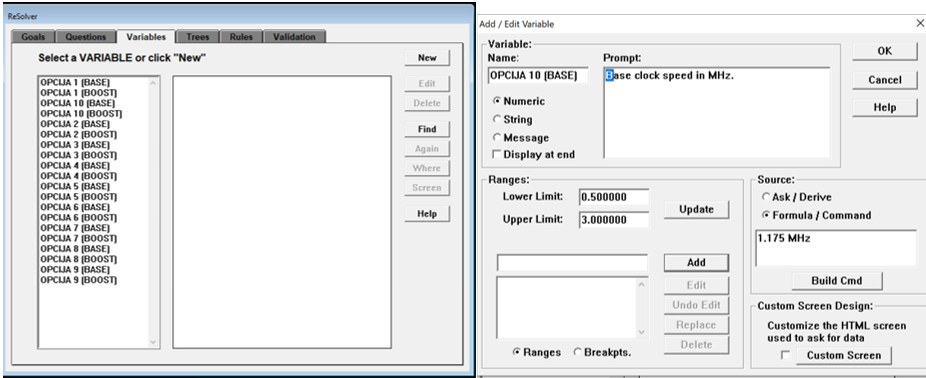 ReSolver
Goals Questions Variables Trees Rules Validation
Select a VARIABLE or click "New"
OPCIJA 1 (BASE)
OPCIJA 1 (BOOST)
OPCIJA 10 (BASE)
OPCIJA 10 (BOOST)
OPCIJA 2 (BASE)
OPCIJA 2 (BOOST)
OPCIJA 3 (BASE)
OPCIJA 3 (BOOST)
OPCIJA 4 (BASE)
OPCIJA 4 (BOOST)
OPCIJA 5 (BASE)
OPCIJA 5 (BOOST)
OPCIJA 6 (BASE)
OPCIJA 6 (BOOST)
OPCIJA 7 (BASE)
OPCIJA 7 (BOOST)
OPCIJA 8 (BASE)
OPCIJA 8 (BOOST)
OPCIJA 9 (BASE)
OPCIJA 9 (BOOST)
New
Edit
Delete
Find
Again
Where
Screen
Help
Add / Edit Variable
Variable:
Name:
OPCIJA 10 (BASE)
Numeric
String
Message
Display at end
Prompt:
Base clock speed in MHz.
OK
Cancel
Help
Ranges:
Lower Limit: 0.500000
Upper Limit: 3.000000
Update
Add
Edit
Undo Edit
Replace
Delete
Ranges Breakpts.
Source:
Ask / Derive
Formula / Command
1.175 MHz
Build Cmd
Custom Screen Design:
Customize the HTML screen
used to ask for data
Custom Screen